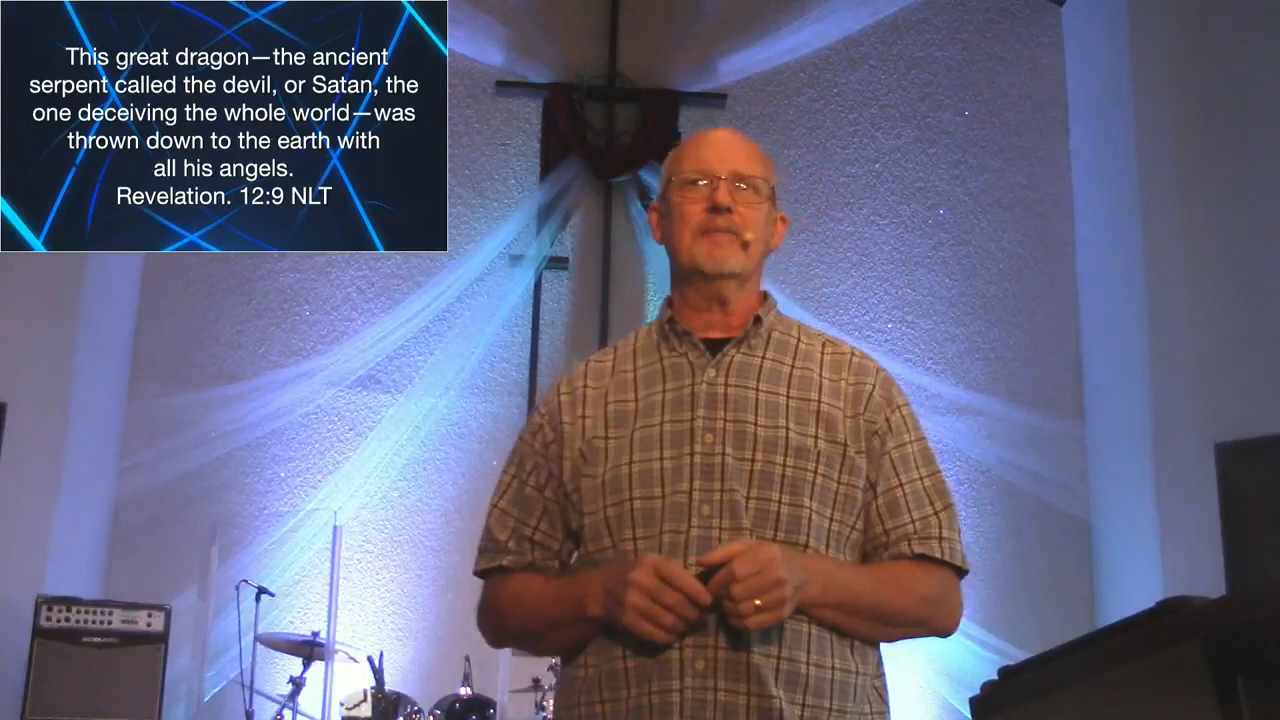 This great dragon—the ancient
serpent called the devil, or Satan, the
one deceiving the whole world—was
thrown down to the earth with
all his angels.
Revelation. 12:9 NLT